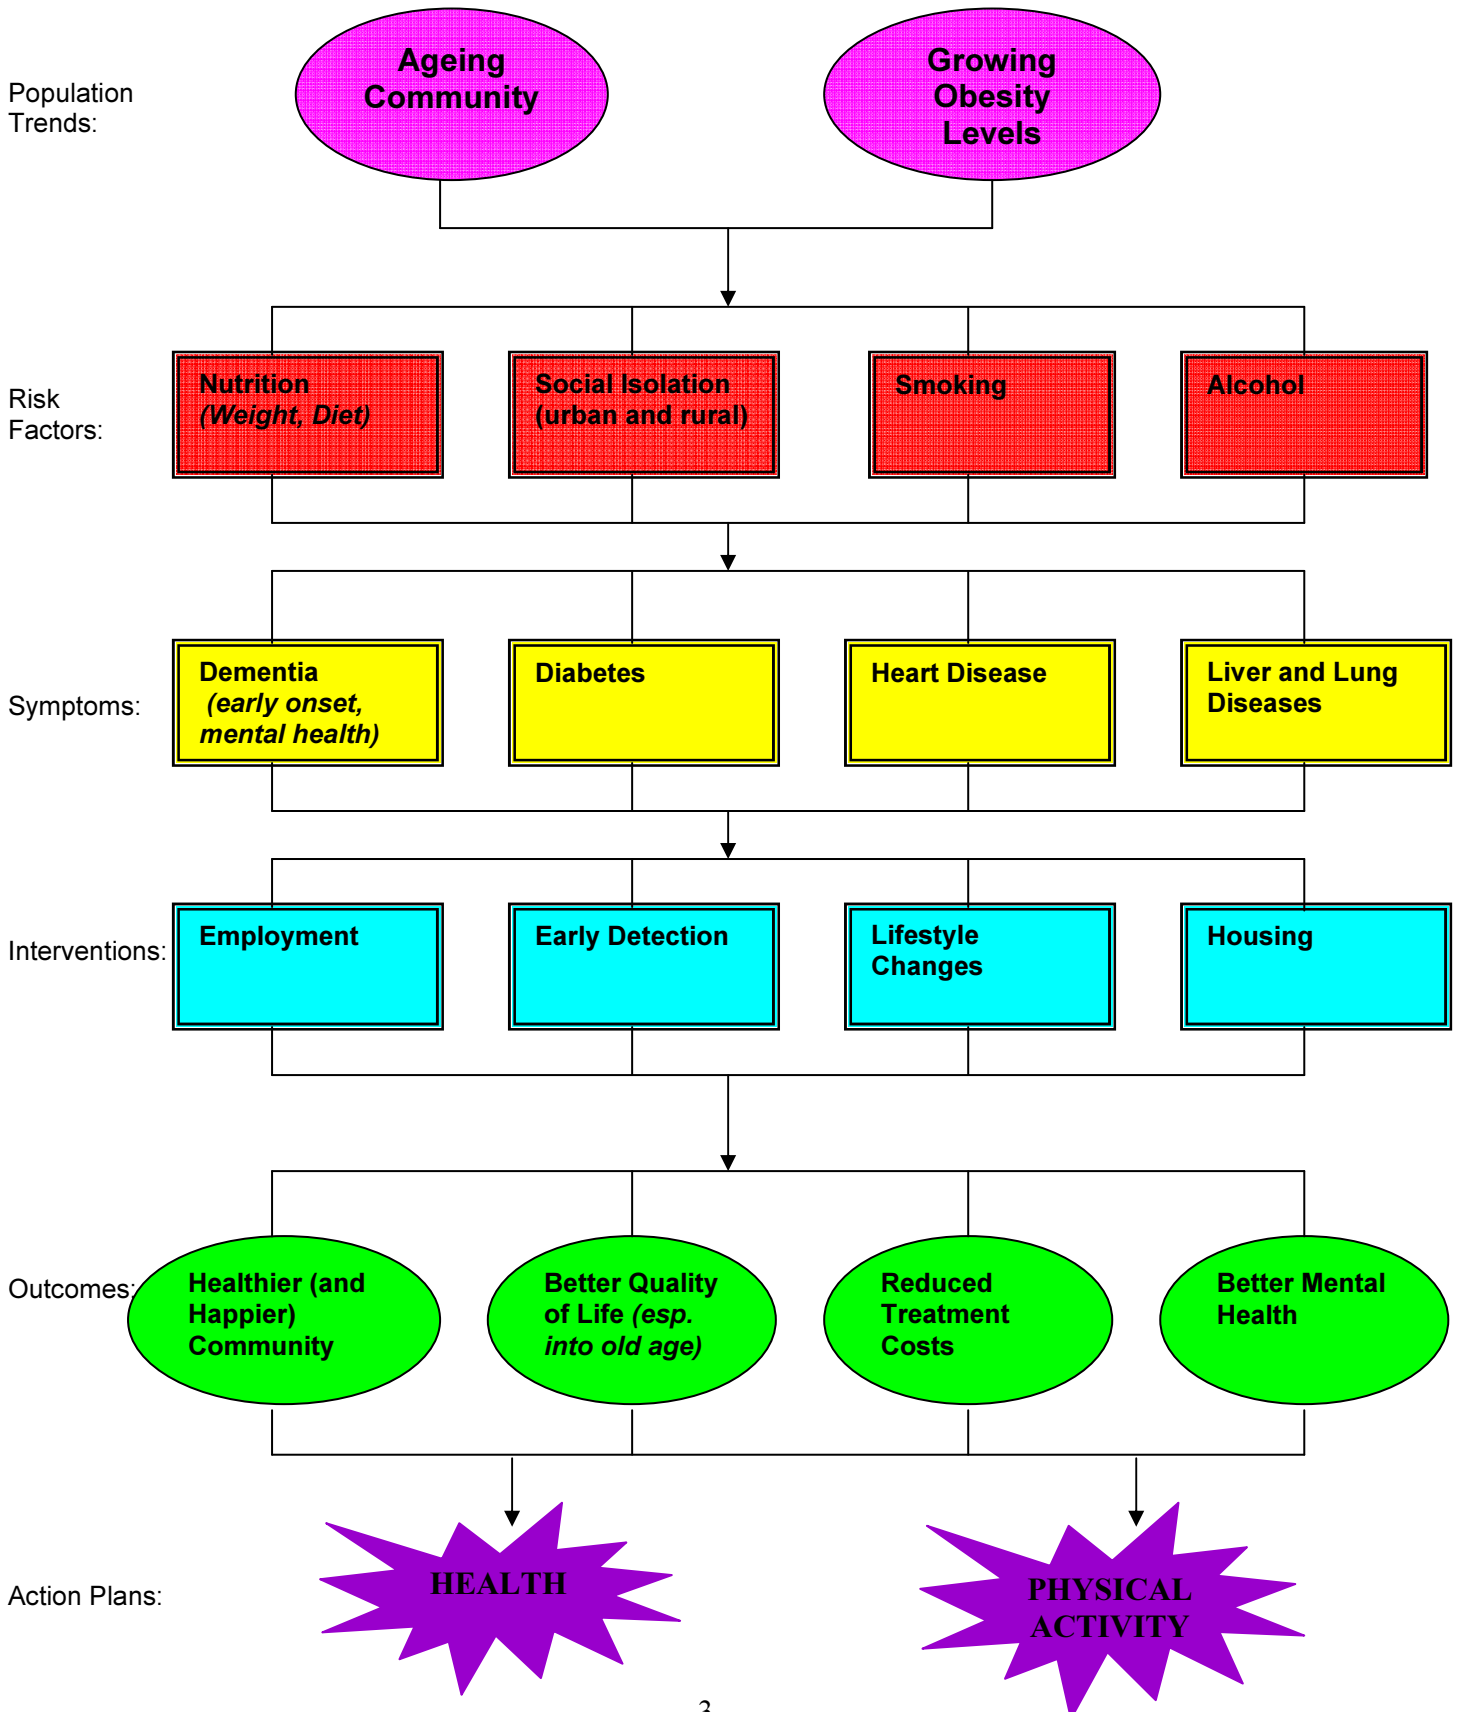 Population
Trends:
Ageing
Community
Growing
Obesity
Levels
Risk
Factors:
Nutrition
(Weight, Diet)
Social Isolation
(urban and rural)
Smoking
Alcohol
Symptoms:
Dementia
(early onset,
mental health)
Diabetes
Heart Disease
Liver and Lung
Diseases
Interventions:
Employment
Early Detection
Lifestyle
Changes
Housing
Outcomes:
Healthier (and
Happier)
Community
Better Quality
of Life (esp.
into old age)
Reduced
Treatment
Costs
Better Mental
Health
Action Plans:
HEALTH
PHYSICAL
ACTIVITY
3